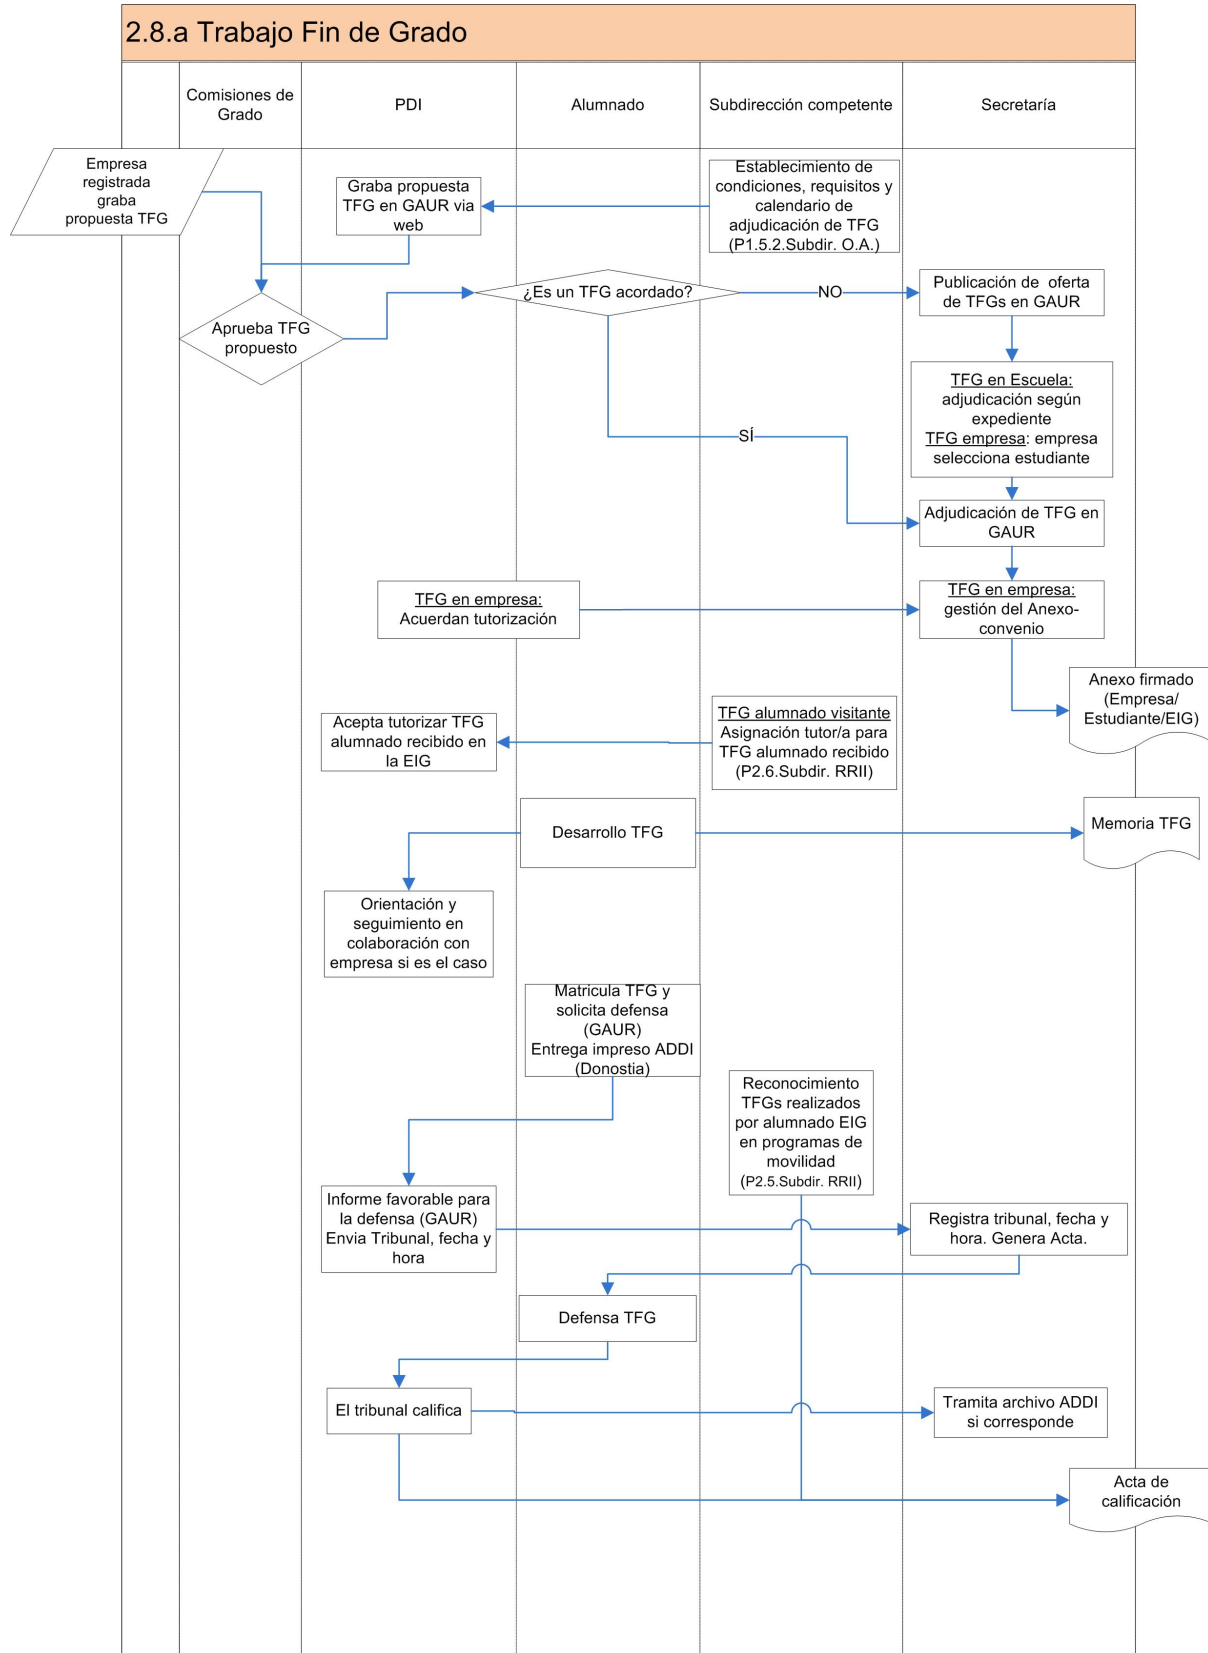 2.8.a Trabajo Fin de Grado
Comisiones de
Grado
PDI
Alumnado
Subdirección competente
Secretaría
Empresa
registrada
graba
propuesta TFG
Graba propuesta
TFG en GAUR via
web
Establecimiento de
condiciones, requisitos y
calendario de
adjudicación de TFG
(P1.5.2.Subdir. O.A.)
Aprueba TFG
propuesto
¿Es un TFG acordado?
NO
Publicación de oferta
de TFGs en GAUR
TFG en Escuela:
adjudicación según
expediente
TFG empresa: empresa
selecciona estudiante
SÍ
Adjudicación de TFG en
GAUR
TFG en empresa:
Acuerdan tutorización
TFG en empresa:
gestión del Anexo-
convenio
Anexo firmado
(Empresa/
Estudiante/EIG)
Acepta tutorizar TFG
alumnado recibido en
la EIG
TFG alumnado visitante
Asignación tutor/a para
TFG alumnado recibido
(P2.6.Subdir. RRII)
Desarrollo TFG
Memoria TFG
Orientación y
seguimiento en
colaboración con
empresa si es el caso
Matricula TFG y
solicita defensa
(GAUR)
Entrega impreso ADDI
(Donostia)
Reconocimiento
TFGs realizados
por alumnado EIG
en programas de
movilidad
(P2.5.Subdir. RRII)
Informe favorable para
la defensa (GAUR)
Envia Tribunal, fecha y
hora
Registra tribunal, fecha y
hora. Genera Acta.
Defensa TFG
El tribunal califica
Tramita archivo ADDI
si corresponde
Acta de
calificación